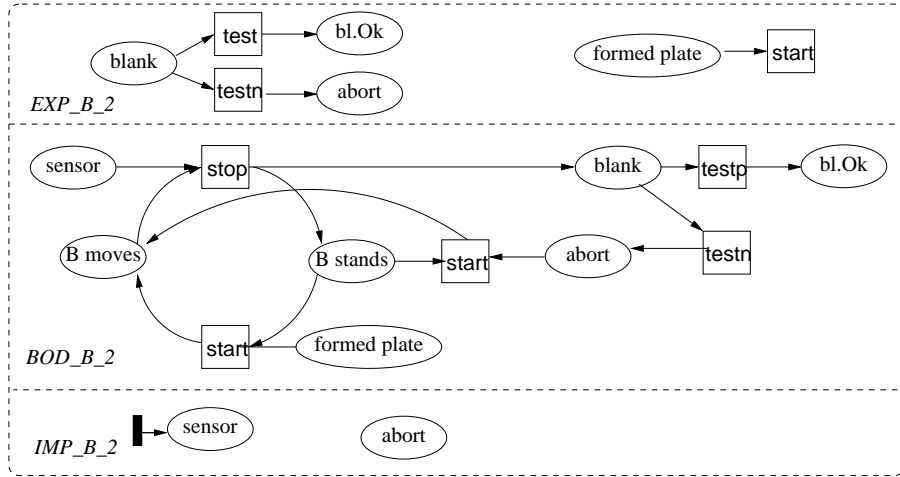 test
bl.Ok
blank
formed plate
start
testn
abort
EXP_B_2
sensor
stop
blank
testp
bl.Ok
B moves
B stands
start
abort
testn
start
formed plate
BOD_B_2
sensor
abort
IMP_B_2